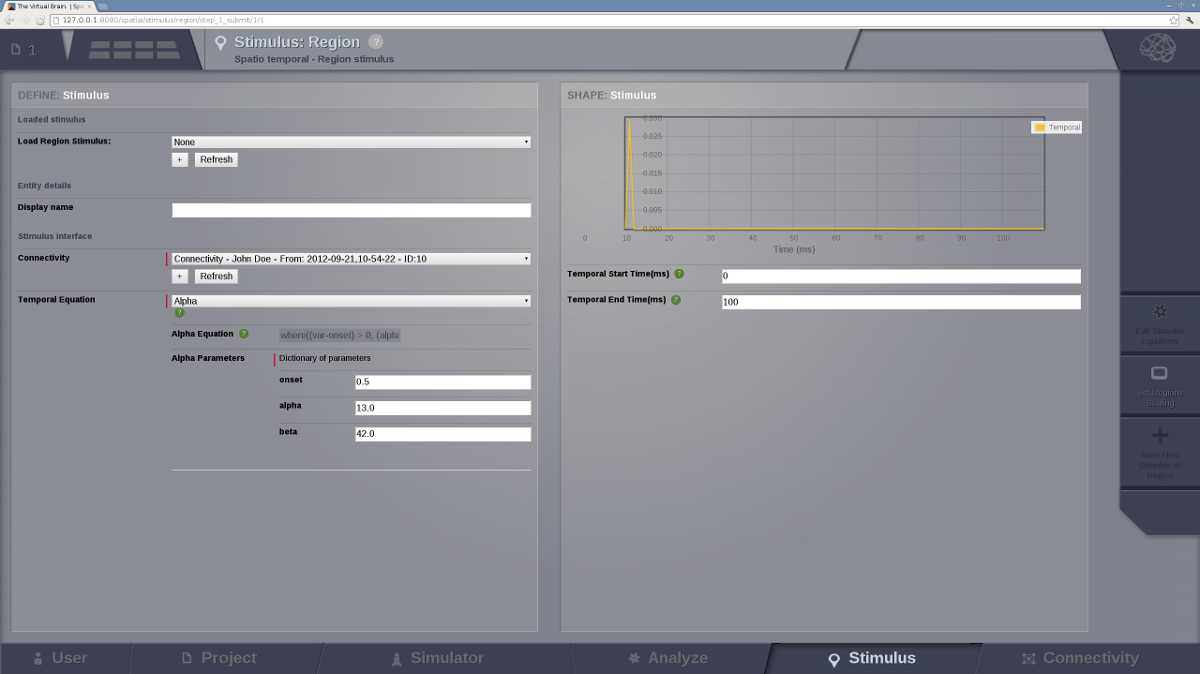 The Virtual Brain. | Spa
127.0.0.1:8080/spatial/stimulus/region/step_1_submit/1/1
1
Stimulus: Region ?
Spatio temporal - Region stimulus
DEFINE: Stimulus
Loaded stimulus
Load Region Stimulus:
None
+ Refresh
Entity details
Display name
Stimulus interface
Connectivity
Connectivity - John Doe - From: 2012-09-21,10-54-22 - ID:10
+ Refresh
Temporal Equation
Alpha
?
Alpha Equation ?
where((var-onset) > 0, (alpha
Alpha Parameters
Dictionary of parameters
onset
0.5
alpha
13.0
beta
42.0
SHAPE: Stimulus
0.030
0.025
0.020
0.015
0.010
0.005
0.000
Temporal
0 10 20 30 40 50 60 70 80 90 100
Time (ms)
Temporal Start Time(ms) ?
0
Temporal End Time(ms) ?
100
Edit Stimulus
Equations
Set Region
Scaling
Save New
Stimulus on
Region
User
Project
Simulator
Analyze
Stimulus
Connectivity